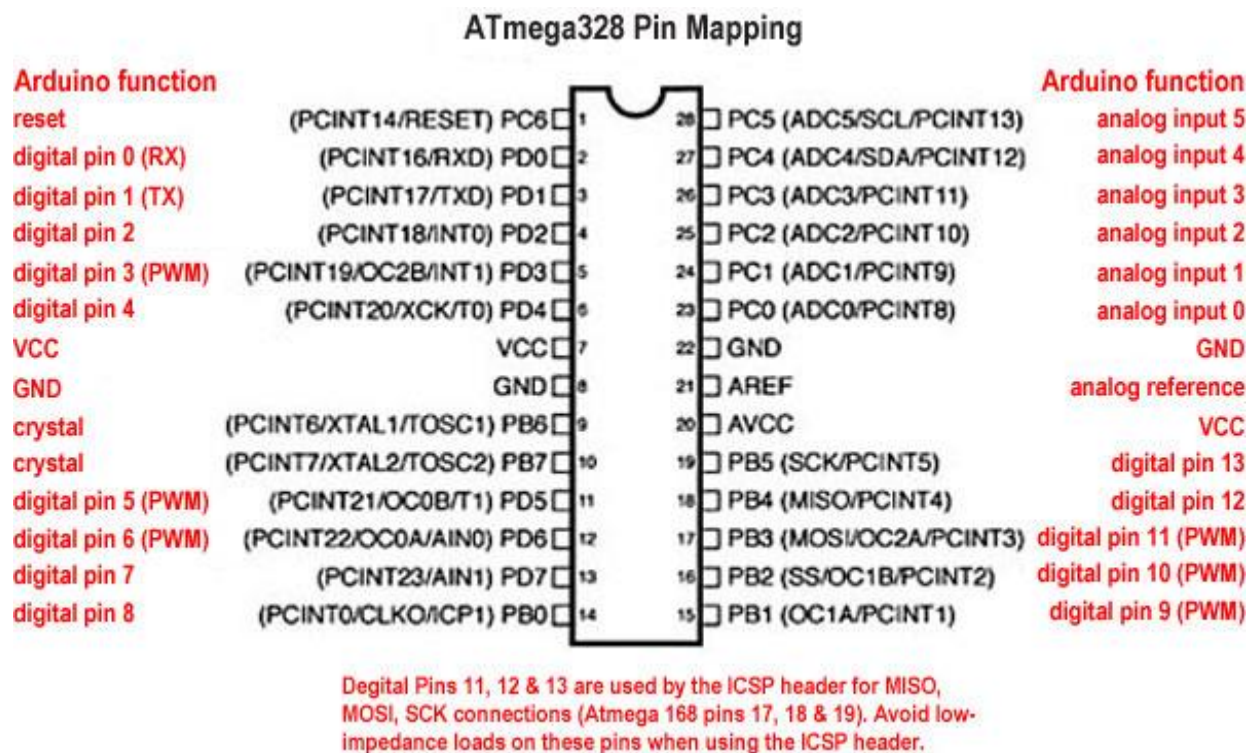 ATmega328 Pin Mapping
Arduino function Arduino function
reset (PCINT14/RESET) PC6 1 28 PC5 (ADC5/SCL/PCINT13) analog input 5
digital pin 0 (RX) (PCINT16/RXD) PD0 2 27 PC4 (ADC4/SDA/PCINT12) analog input 4
digital pin 1 (TX) (PCINT17/TXD) PD1 3 26 PC3 (ADC3/PCINT11) analog input 3
digital pin 2 (PCINT18/INT0) PD2 4 25 PC2 (ADC2/PCINT10) analog input 2
digital pin 3 (PWM) (PCINT19/OC2B/INT1) PD3 5 24 PC1 (ADC1/PCINT9) analog input 1
digital pin 4 (PCINT20/XCK/T0) PD4 6 23 PC0 (ADC0/PCINT8) analog input 0
VCC VCC 7 22 GND GND
GND GND 8 21 AREF analog reference
crystal (PCINT6/XTAL1/TOSC1) PB6 9 20 AVCC VCC
crystal (PCINT7/XTAL2/TOSC2) PB7 10 19 PB5 (SCK/PCINT5) digital pin 13
digital pin 5 (PWM) (PCINT21/OC0B/T1) PD5 11 18 PB4 (MISO/PCINT4) digital pin 12
digital pin 6 (PWM) (PCINT22/OC0A/AIN0) PD6 12 17 PB3 (MOSI/OC2A/PCINT3) digital pin 11 (PWM)
digital pin 7 (PCINT23/AIN1) PD7 13 16 PB2 (SS/OC1B/PCINT2) digital pin 10 (PWM)
digital pin 8 (PCINT0/CLKO/ICP1) PB0 14 15 PB1 (OC1A/PCINT1) digital pin 9 (PWM)
Degital Pins 11, 12 & 13 are used by the ICSP header for MISO,
MOSI, SCK connections (Atmega 168 pins 17, 18 & 19). Avoid low-
impedance loads on these pins when using the ICSP header.